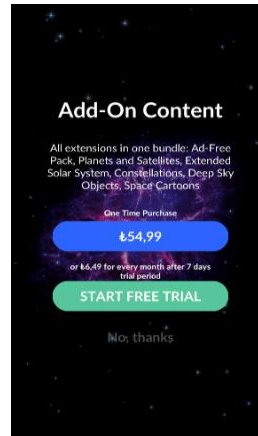 Add-On Content
All extensions in one bundle: Ad-Free
Pack, Planets and Satellites, Extended
Solar System, Constellations, Deep Sky
Objects, Space Cartoons
One Time Purchase
₺54,99
or ₺6,49 for every month after 7 days
trial period
START FREE TRIAL
No, thanks